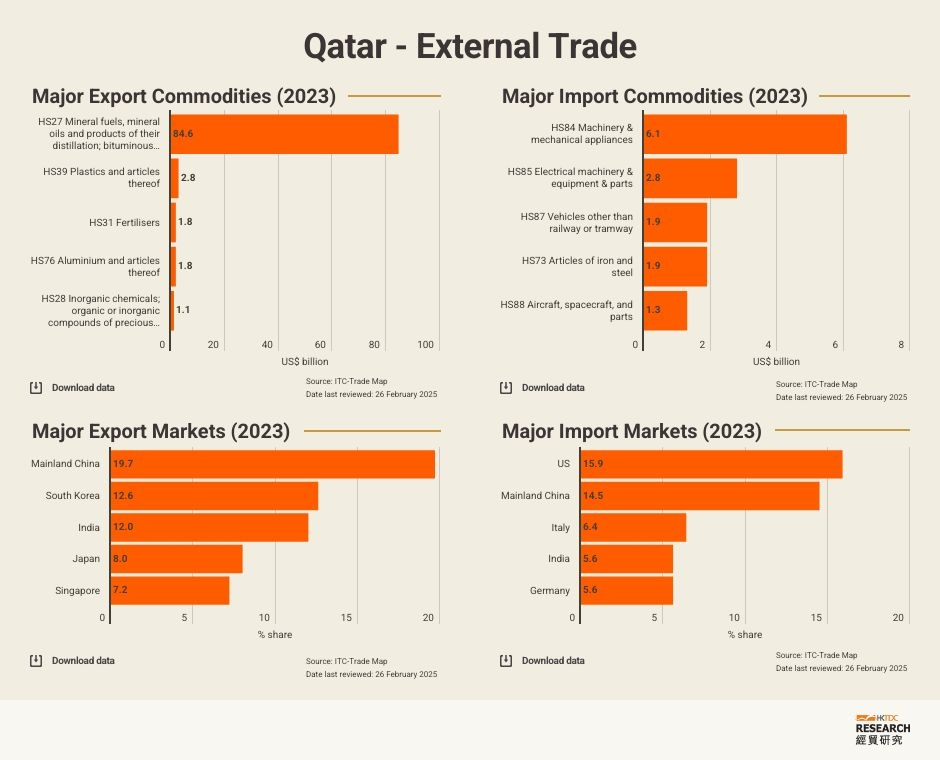 Qatar - External Trade
Major Export Commodities (2023)
HS27 Mineral fuels, mineral
oils and products of their
distillation; bituminous...
84.6
HS39 Plastics and articles
thereof
2.8
HS31 Fertilisers
1.8
HS76 Aluminium and articles
thereof
1.8
HS28 Inorganic chemicals;
organic or inorganic
compounds of precious...
1.1
0 20 40 60 80 100
US$ billion
Download data
Source: ITC-Trade Map
Date last reviewed: 26 February 2025
Major Import Commodities (2023)
HS84 Machinery &
mechanical appliances
6.1
HS85 Electrical machinery &
equipment & parts
2.8
HS87 Vehicles other than
railway or tramway
1.9
HS73 Articles of iron and
steel
1.9
HS88 Aircraft, spacecraft, and
parts
1.3
0 2 4 6 8
US$ billion
Download data
Source: ITC-Trade Map
Date last reviewed: 26 February 2025
Major Export Markets (2023)
Mainland China 19.7
South Korea 12.6
India 12.0
Japan 8.0
Singapore 7.2
0 5 10 15 20
% share
Download data
Source: ITC-Trade Map
Date last reviewed: 26 February 2025
Major Import Markets (2023)
US 15.9
Mainland China 14.5
Italy 6.4
India 5.6
Germany 5.6
0 5 10 15 20
% share
Download data
Source: ITC-Trade Map
Date last reviewed: 26 February 2025
HKTDC
RESEARCH
經貿研究